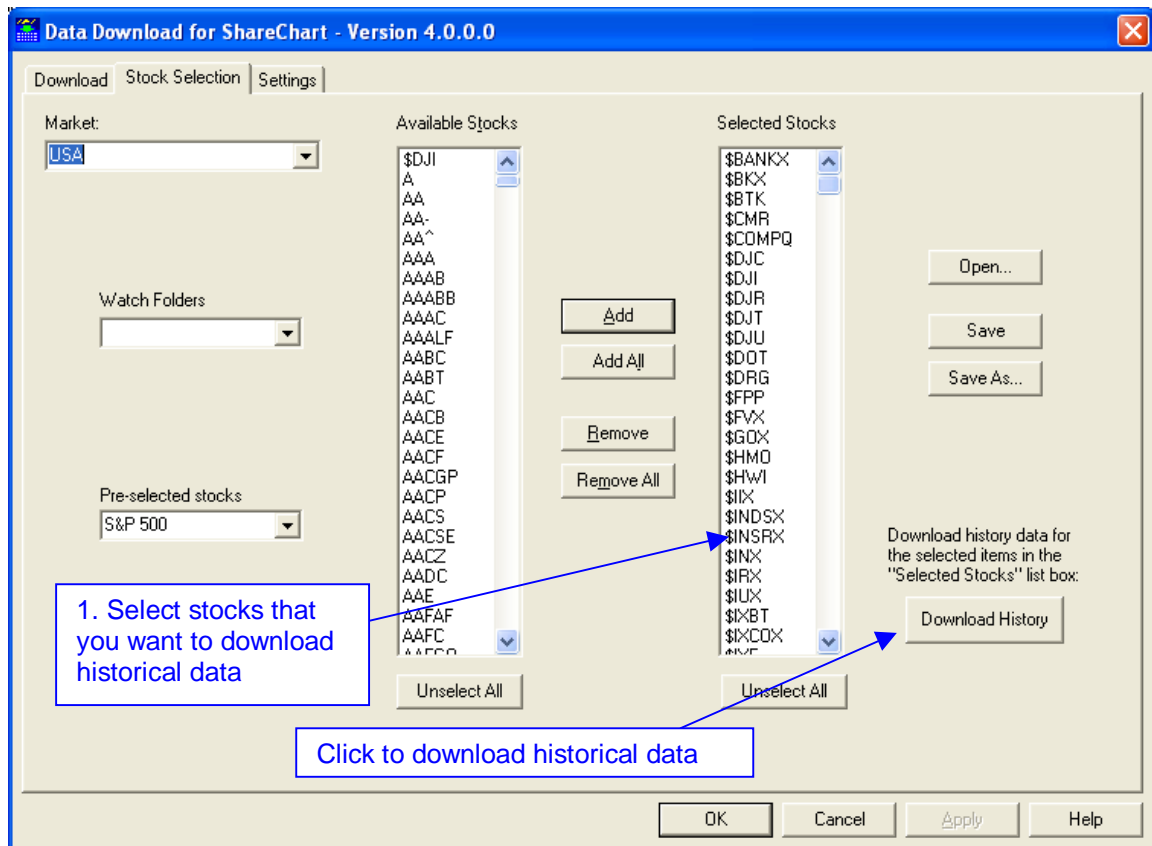 Data Download for ShareChart - Version 4.0.0.0
Download
Stock Selection
Settings
Market:
USA
Watch Folders
Pre-selected stocks
S&P 500
Available Stocks
$DJI
A
AA
AA-
AA^
AAA
AAAB
AAABB
AAAC
AAALF
AABC
AABT
AAC
AACB
AACE
AACF
AACGP
AACP
AACS
AACSE
AACZ
AADC
AAE
AAFAF
AAFC
Unselect All
Add
Add All
Remove
Remove All
Selected Stocks
$BANKX
$BKX
$BTK
$CMR
$COMPQ
$DJC
$DJI
$DJR
$DJT
$DJU
$DOT
$DRG
$FPP
$FVX
$GOX
$HMO
$HWI
$IIX
$INDSX
$INSRX
$INX
$IRX
$IUX
$IXBT
$IXCOX
Unselect All
Open...
Save
Save As...
Download history data for
the selected items in the
"Selected Stocks" list box:
Download History
1. Select stocks that
you want to download
historical data
Click to download historical data
OK
Cancel
Apply
Help